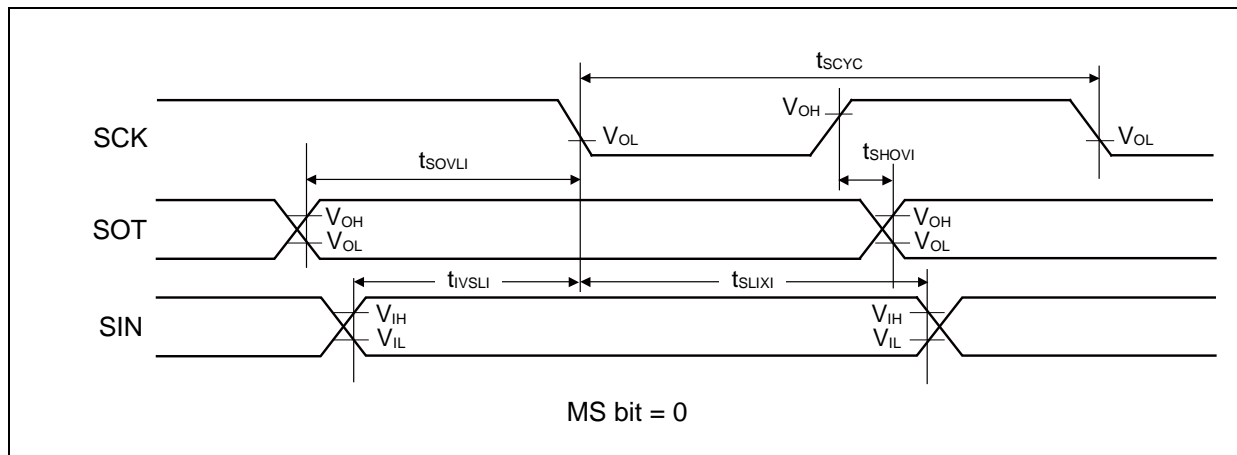 tSCYC
SCK
VOH
VOL
VOL
tSOVLI
tSHOVI
SOT
VOH
VOL
VOH
VOL
tIVSLI
tSLIXI
SIN
VIH
VIL
VIH
VIL
MS bit = 0